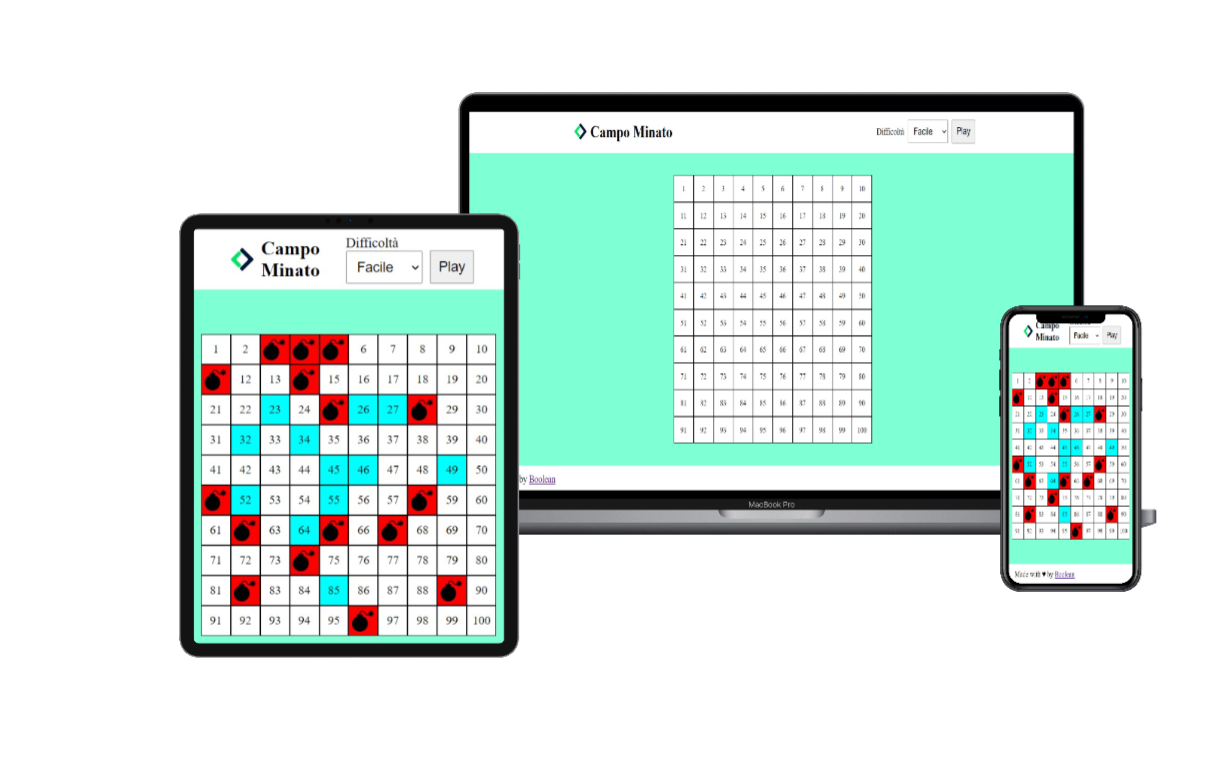 Campo Minato
Difficoltà Facile Play
1 2 3 4 5 6 7 8 9 10
11 12 13 14 15 16 17 18 19 20
21 22 23 24 25 26 27 28 29 30
31 32 33 34 35 36 37 38 39 40
41 42 43 44 45 46 47 48 49 50
51 52 53 54 55 56 57 58 59 60
61 62 63 64 65 66 67 68 69 70
71 72 73 74 75 76 77 78 79 80
81 82 83 84 85 86 87 88 89 90
91 92 93 94 95 96 97 98 99 100
by Boolean
MacBook Pro
Campo
Minato
Difficoltà
Facile Play
1 2 6 7 8 9 10
12 13 15 16 17 18 19 20
21 22 23 24 26 27 29 30
31 32 33 34 35 36 37 38 39 40
41 42 43 44 45 46 47 48 49 50
52 53 54 55 56 57 59 60
61 63 64 66 68 69 70
71 72 73 75 76 77 78 79 80
81 83 84 85 86 87 88 90
91 92 93 94 95 97 98 99 100
Campo
Minato
Facile Play
Made with ♥ by Boolean